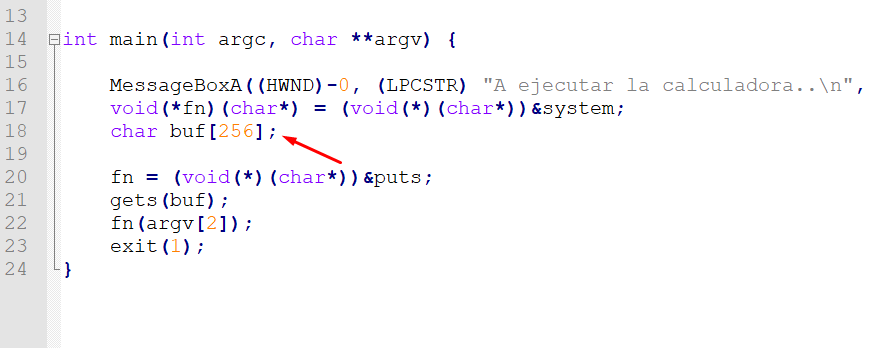 13
14 int main(int argc, char **argv) {
15
16 MessageBoxA((HWND)-0, (LPCSTR) "A ejecutar la calculadora..\n",
17 void(*fn)(char*) = (void(*)(char*))&system;
18 char buf[256];
19
20 fn = (void(*)(char*))&puts;
21 gets(buf);
22 fn(argv[2]);
23 exit(1);
24 }